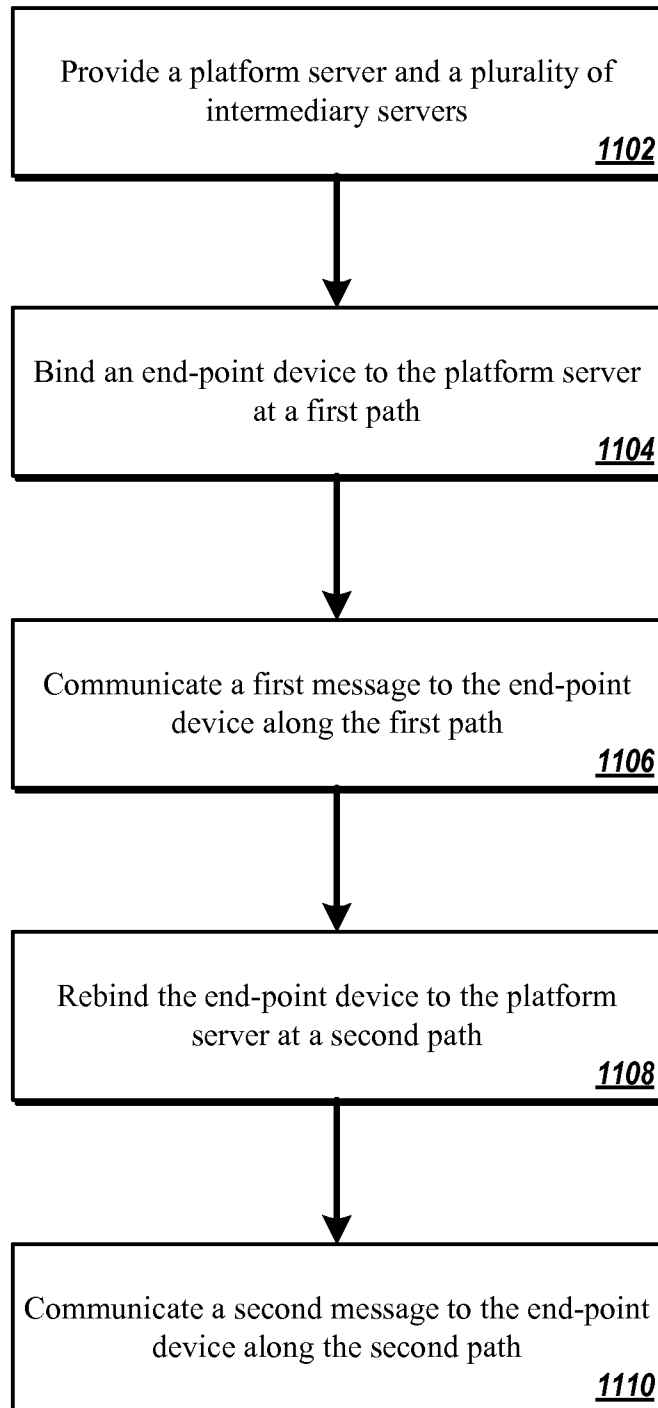 Provide a platform server and a plurality of
intermediary servers
1102
Bind an end-point device to the platform server
at a first path
1104
Communicate a first message to the end-point
device along the first path
1106
Rebind the end-point device to the platform
server at a second path
1108
Communicate a second message to the end-point
device along the second path
1110